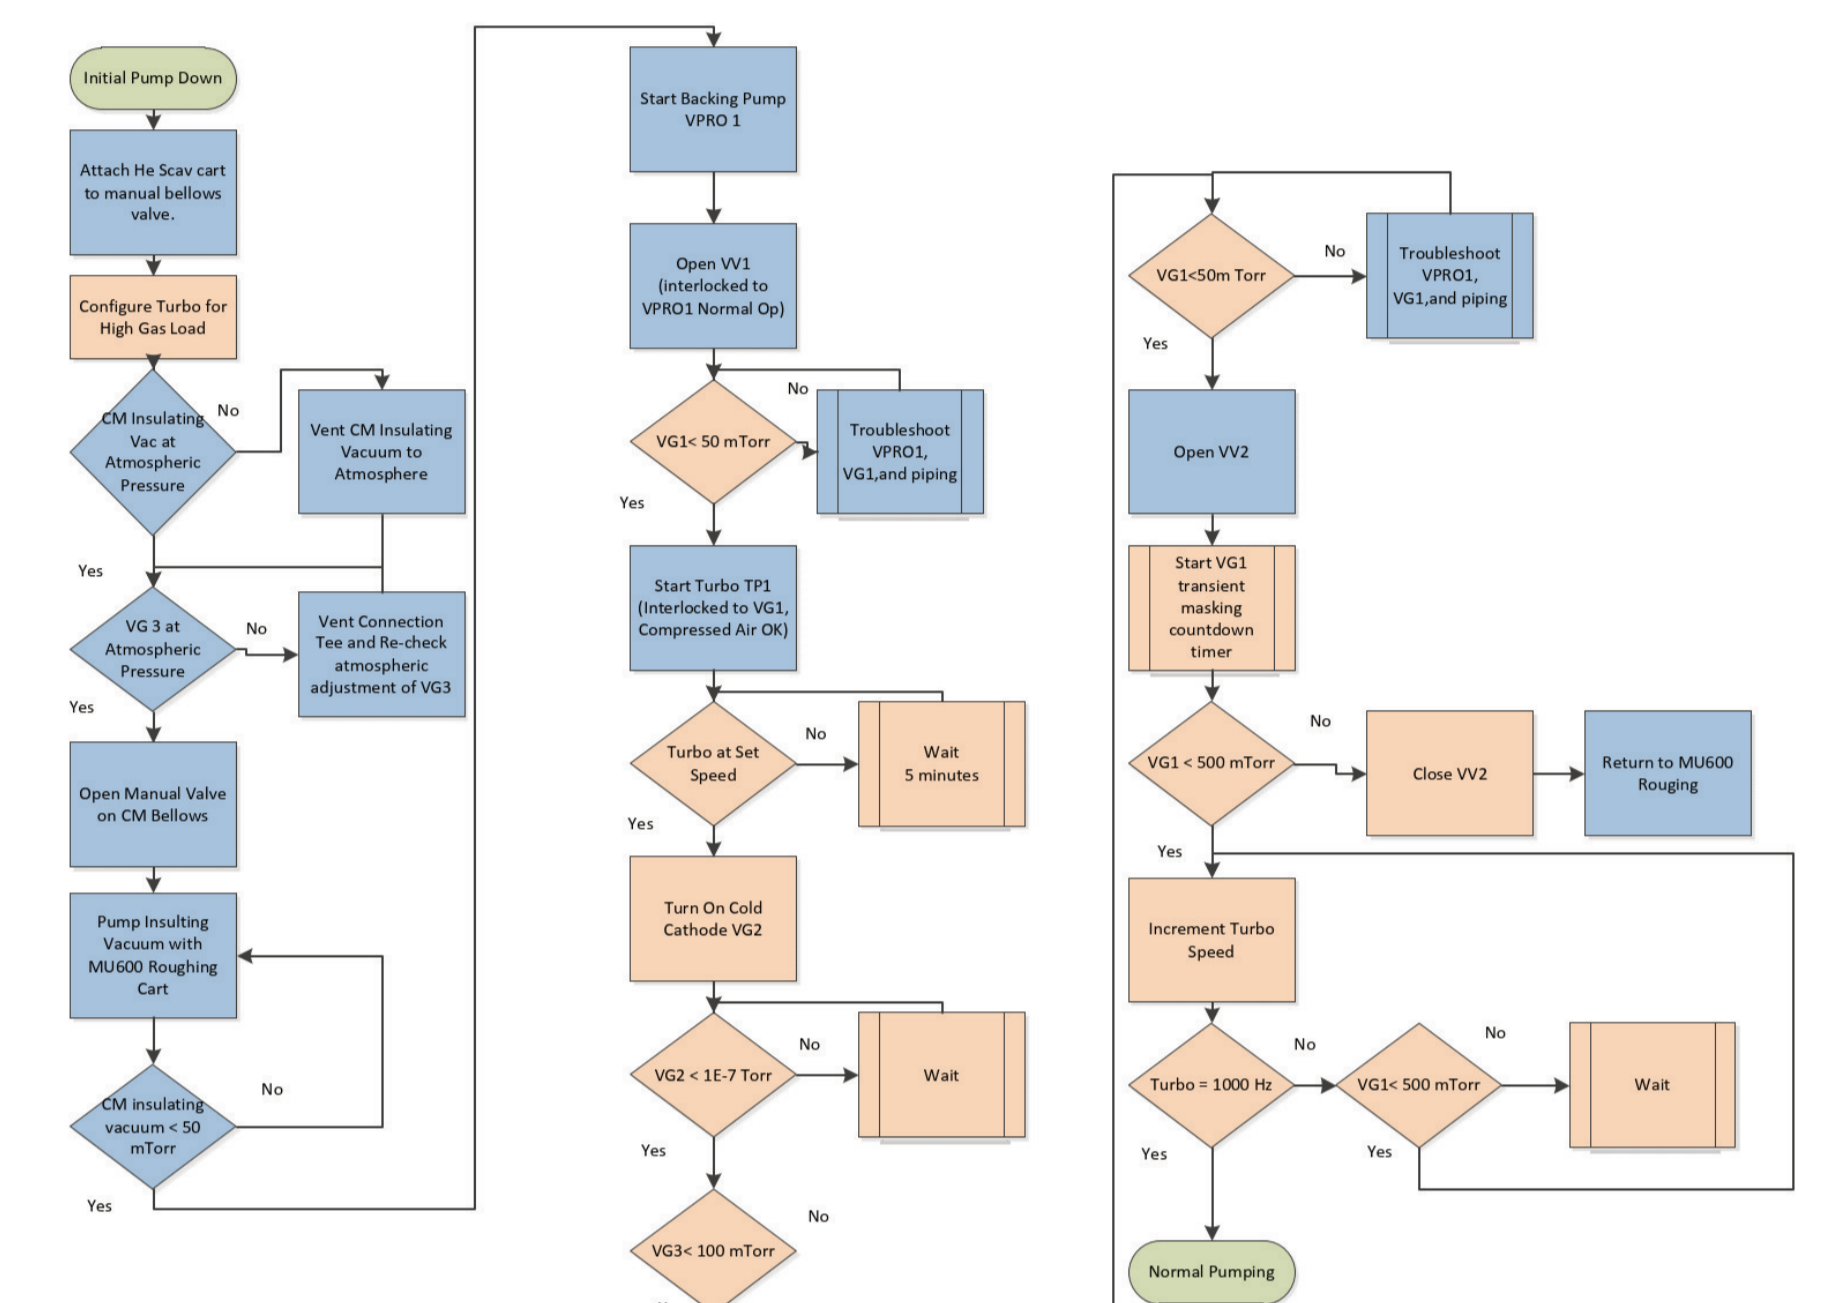 Initial Pump Down
Attach He Scav cart
to manual bellows
valve.
Configure Turbo for
High Gas Load
CM Insulating
Vac at
Atmospheric
Pressure
No
Vent CM Insulating
Vacuum to
Atmosphere
Yes
VG 3 at
Atmospheric
Pressure
No
Vent Connection
Tee and Re-check
atmospheric
adjustment of VG3
Yes
Open Manual Valve
on CM Bellows
Pump Insulting
Vacuum with
MU600 Roughing
Cart
CM insulating
vacuum < 50
mTorr
No
Yes
Start Backing Pump
VPRO 1
Open VV1
(interlocked to
VPRO1 Normal Op)
VG1< 50 mTorr
No
Troubleshoot
VPRO1,
VG1,and piping
Yes
Start Turbo TP1
(Interlocked to VG1,
Compressed Air OK)
Turbo at Set
Speed
No
Wait
5 minutes
Yes
Turn On Cold
Cathode VG2
VG2 < 1E-7 Torr
No
Wait
Yes
VG3< 100 mTorr
No
VG1<50m Torr
No
Troubleshoot
VPRO1,
VG1,and piping
Yes
Open VV2
Start VG1
transient
masking
countdown
timer
VG1 < 500 mTorr
No
Close VV2
Return to MU600
Rouging
Yes
Increment Turbo
Speed
Turbo = 1000 Hz
No
VG1< 500 mTorr
No
Wait
Yes
Yes
Normal Pumping